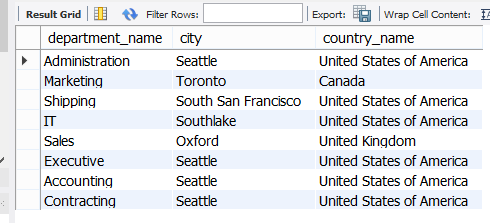 Result Grid Filter Rows: Export: Wrap Cell Content:
department_name city country_name
Administration Seattle United States of America
Marketing Toronto Canada
Shipping South San Francisco United States of America
IT Southlake United States of America
Sales Oxford United Kingdom
Executive Seattle United States of America
Accounting Seattle United States of America
Contracting Seattle United States of America